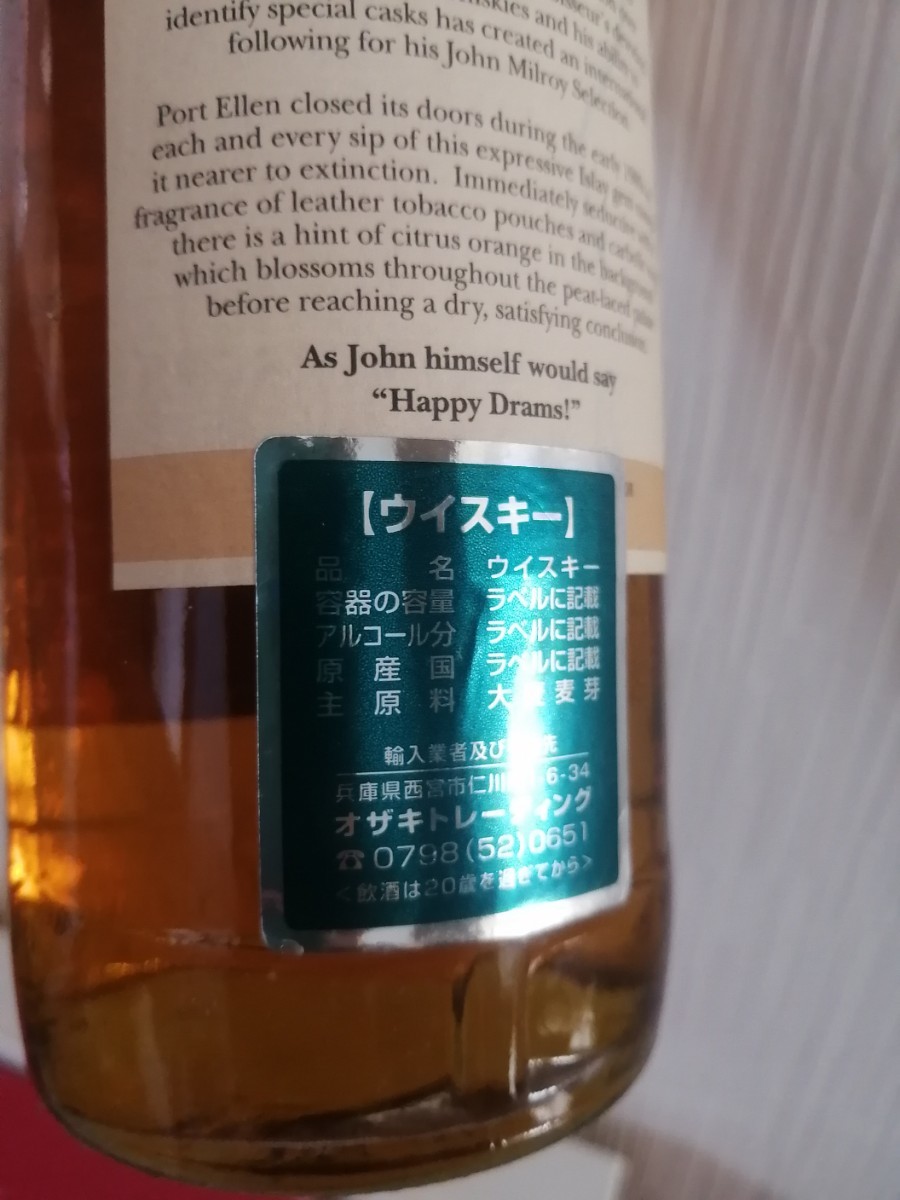 identify special casks has created an international
following for his John Milroy Selection.
Port Ellen closed its doors during the early
each and every sip of this expressive Islay gem
it nearer to extinction. Immediately seductive
fragrance of leather tobacco pouches and
there is a hint of citrus orange in the background
which blossoms throughout the peat-laced palate
before reaching a dry, satisfying conclusion.
As John himself would say
“Happy Drams!”
【ウイスキー】
品名 ウイスキー
容器の容量 ラベルに記載
アルコール分 ラベルに記載
原産国 ラベルに記載
主原料 大麦麦芽
輸入業者及び
兵庫県西宮市仁川 6-34
オザキトレーディング
☎0798(52)0651
<飲酒は20歳を過ぎてから>